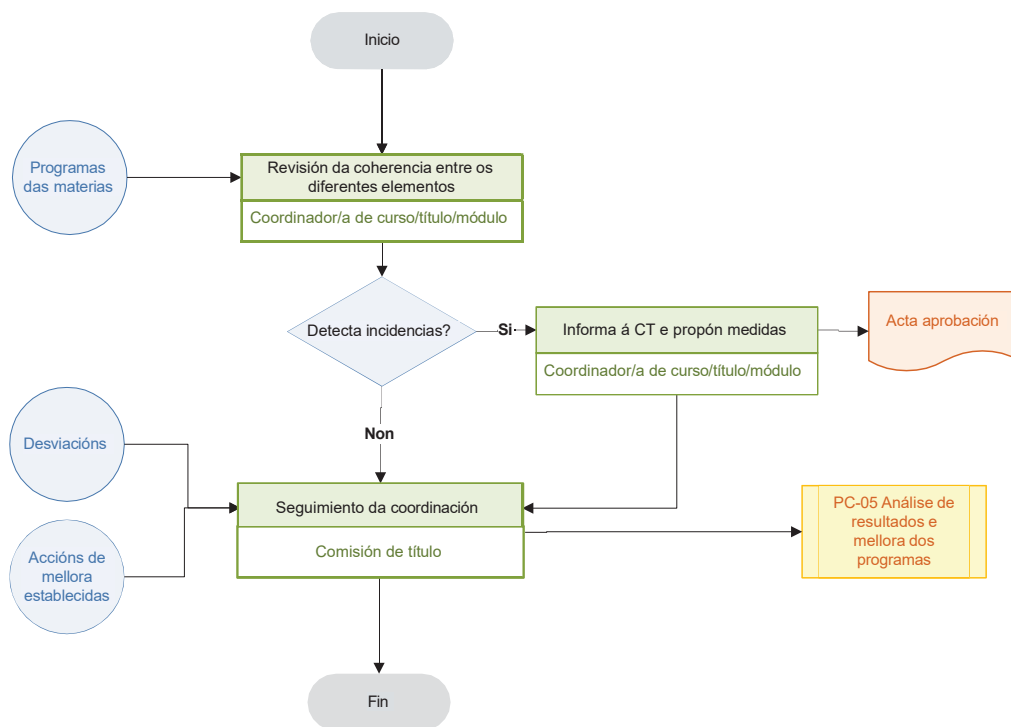 Inicio
Programas
das materias
Revisión da coherencia entre os
diferentes elementos
Coordinador/a de curso/título/módulo
Detecta incidencias?
Si
Informa á CT e propón medidas
Coordinador/a de curso/título/módulo
Acta aprobación
Non
Desviacións
Seguimiento da coordinación
Comisión de título
PC-05 Análise de
resultados e
mellora dos
programas
Accións de
mellora
establecidas
Fin